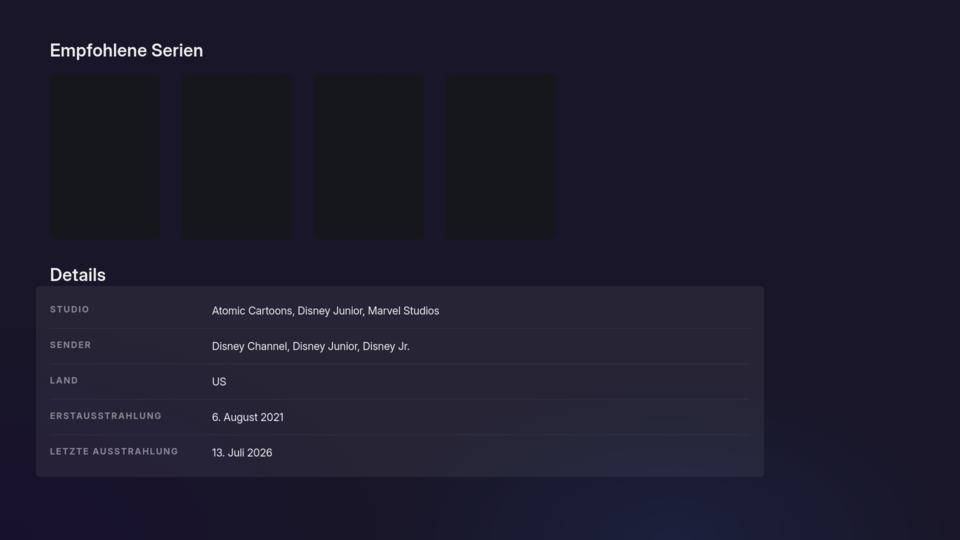 Empfohlene Serien
Details
STUDIO Atomic Cartoons, Disney Junior, Marvel Studios
SENDER Disney Channel, Disney Junior, Disney Jr.
LAND US
ERSTAUSSTRAHLUNG 6. August 2021
LETZTE AUSSTRAHLUNG 13. Juli 2026